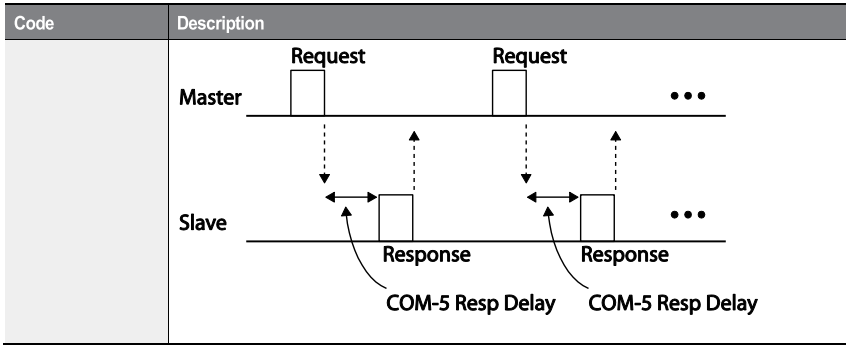 Code Description
Request Request
Master •••
Slave •••
Response Response
COM-5 Resp Delay COM-5 Resp Delay